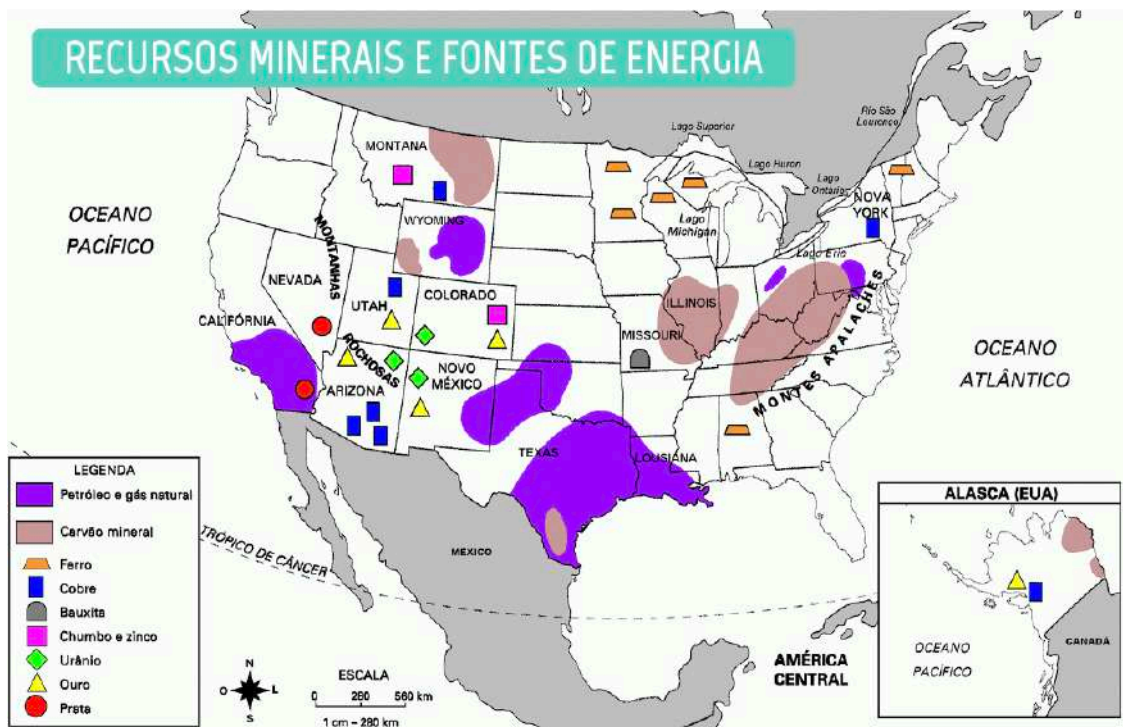 RECURSOS MINERAIS E FONTES DE ENERGIA
Lago Superior
Rio São
Lourenço
MONTANA
Lago Huron
Lago
Ontario
NOVA
YORK
OCEANO
PACÍFICO
WYOMING
Lago
Michigan
MONTANHAS
Lago Erie
NEVADA
UTAH
COLORADO
ILLINOIS
CALIFÓRNIA
MISSOURI
OCEANO
ATLÂNTICO
ROCHOSAS
NOVO
MÉXICO
ARIZONA
MONTES APALACHES
TEXAS
LOUSIANA
LEGENDA
Petróleo e gás natural
Carvão mineral
Ferro
Cobre
Bauxita
Chumbo e zinco
Urânio
Ouro
Prata
TRÓPICO DE CÂNCER
MÉXICO
N
O
L
S
ESCALA
0 280 560 km
1 cm – 280 km
AMÉRICA
CENTRAL
ALASCA (EUA)
OCEANO
PACÍFICO
CANADÁ